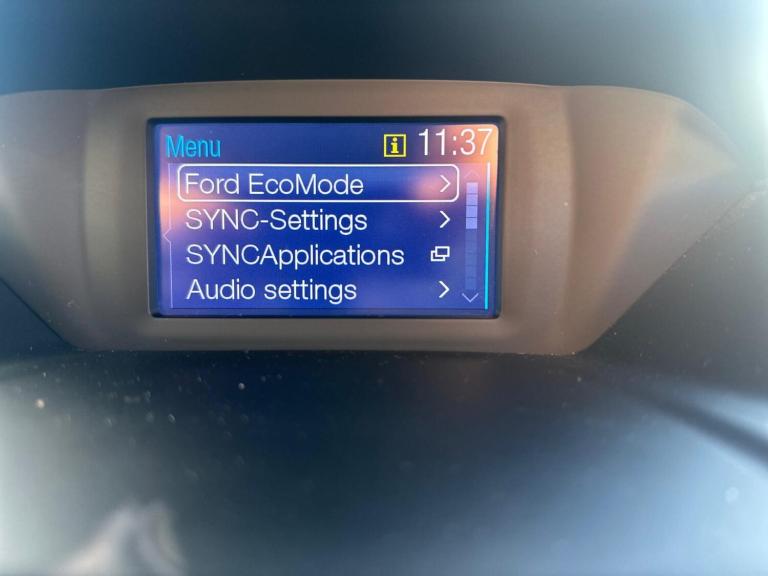 Menu i 11:37
Ford EcoMode
SYNC-Settings
SYNCApplications
Audio settings